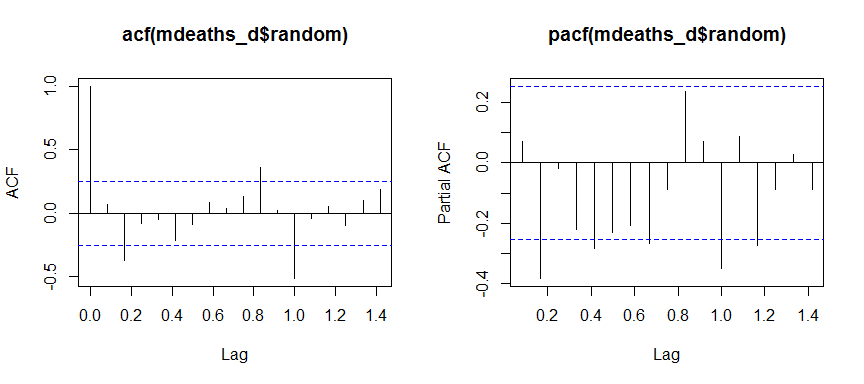 acf(mdeaths_d$random)
ACF
1.0
0.5
0.0
-0.5
0.0 0.2 0.4 0.6 0.8 1.0 1.2 1.4
Lag
pacf(mdeaths_d$random)
Partial ACF
0.2
0.0
-0.2
-0.4
0.2 0.4 0.6 0.8 1.0 1.2 1.4
Lag